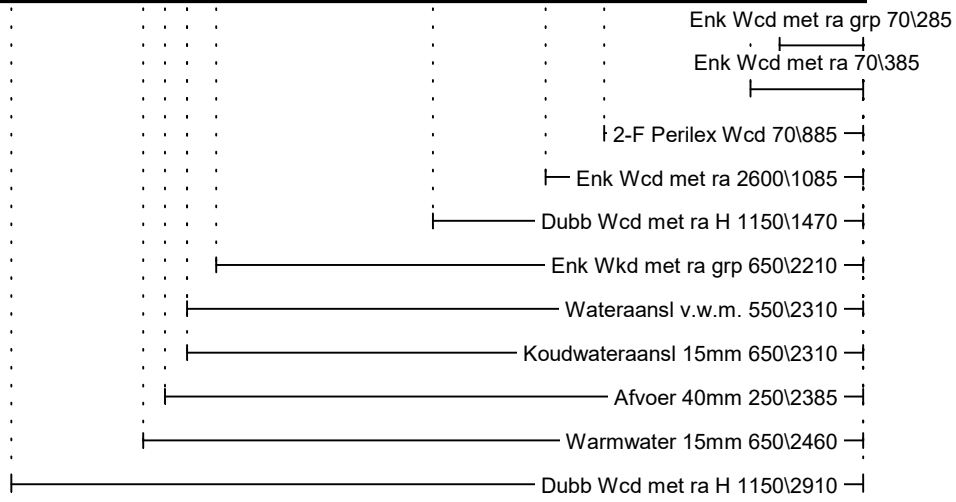 Enk Wcd met ra grp 70\285
Enk Wcd met ra 70\385
2-F Perilex Wcd 70\885
Enk Wcd met ra 2600\1085
Dubb Wcd met ra H 1150\1470
Enk Wkd met ra grp 650\2210
Wateraansl v.w.m. 550\2310
Koudwateraansl 15mm 650\2310
Afvoer 40mm 250\2385
Warmwater 15mm 650\2460
Dubb Wcd met ra H 1150\2910